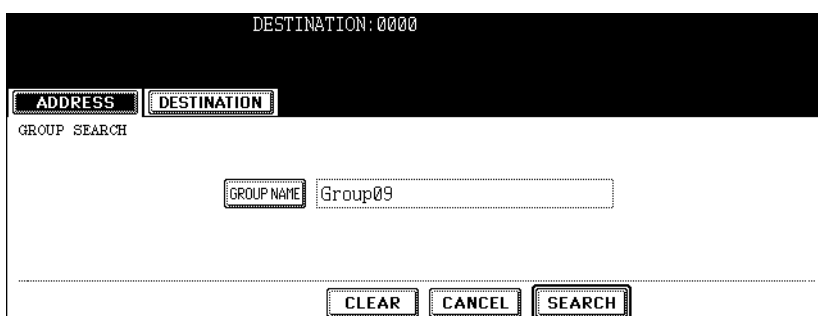 DESTINATION:0000
ADDRESS DESTINATION
GROUP SEARCH
GROUP NAME Group09
CLEAR CANCEL SEARCH